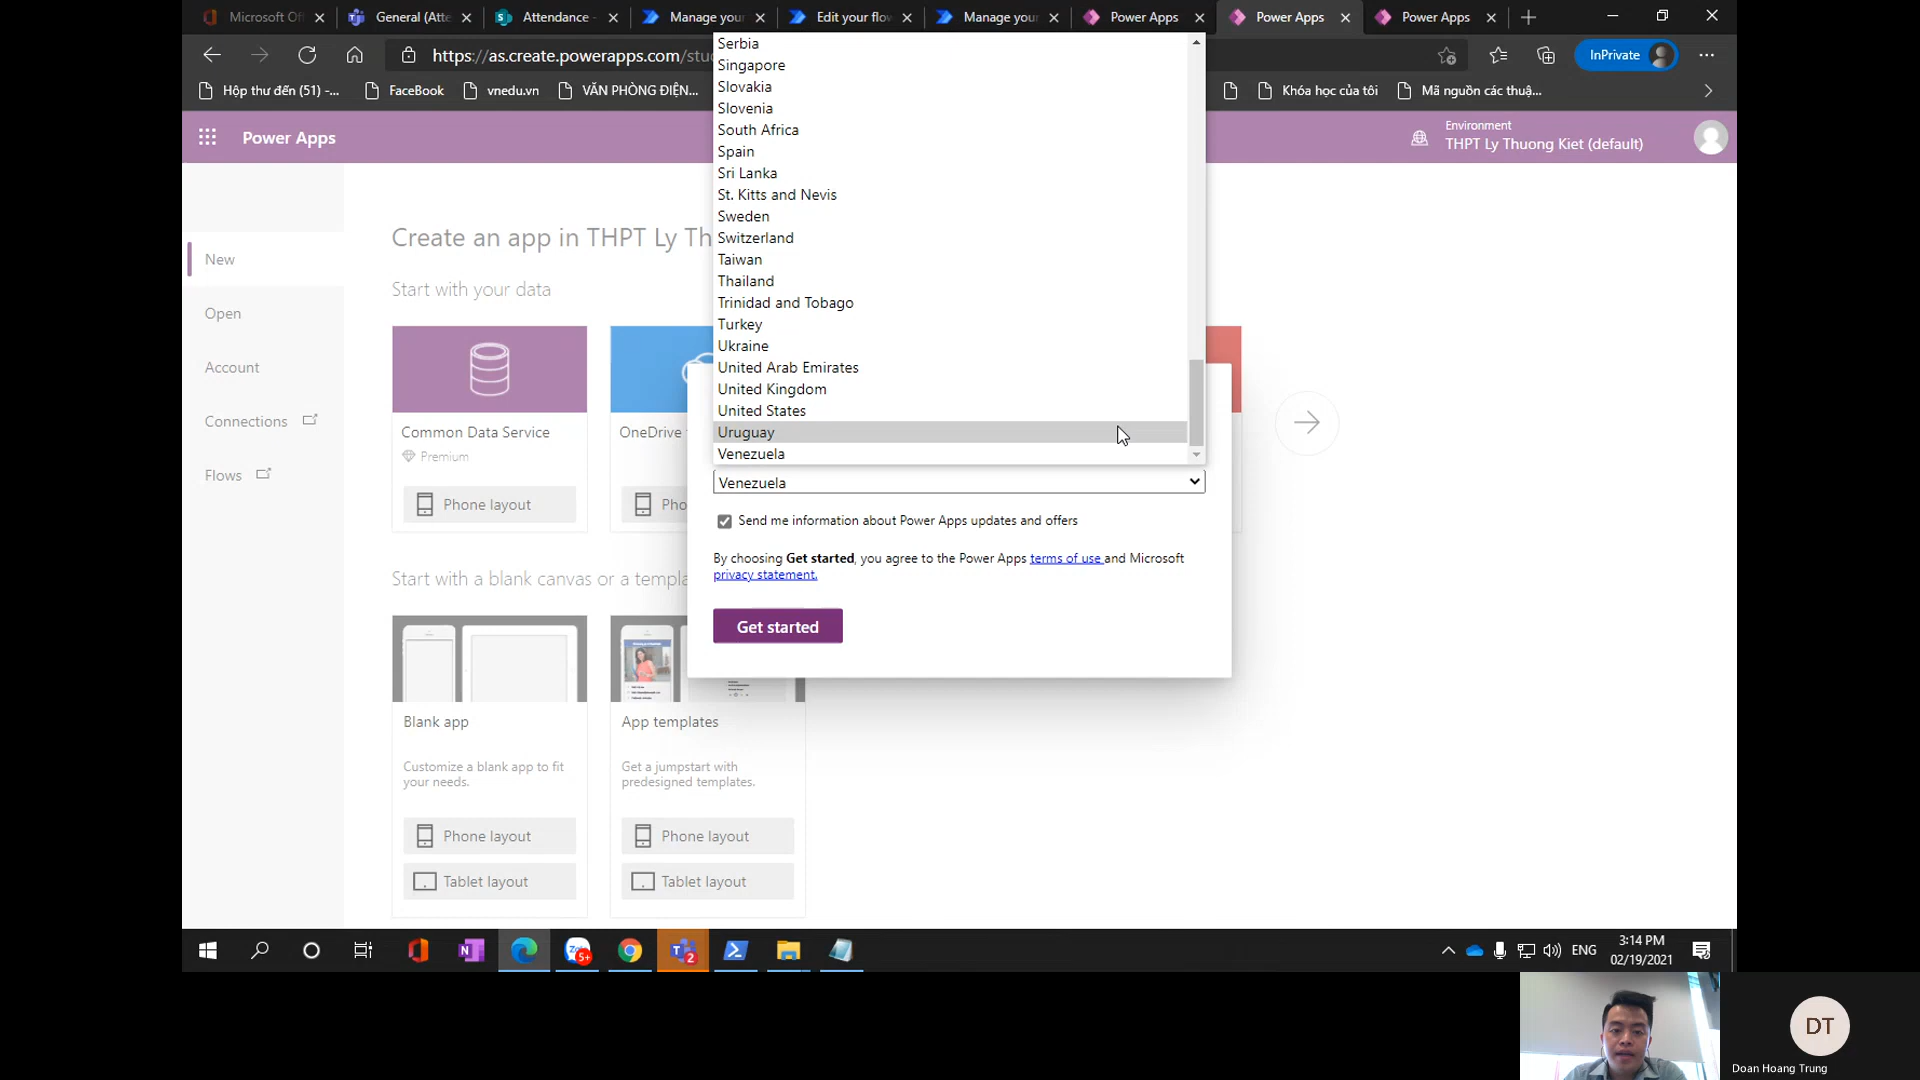 Microsoft Of
General (Atte
Attendance -
Manage your
Edit your flow
Manage your
Power Apps
Power Apps
Power Apps
https://as.create.powerapps.com/stud
InPrivate
Hộp thư đến (51) -...
FaceBook
vnedu.vn
VĂN PHÒNG ĐIỆN...
Khóa học của tôi
Mã nguồn các thuậ...
Power Apps
Environment
THPT Ly Thuong Kiet (default)
New
Open
Account
Connections
Flows
Create an app in THPT Ly Th
Start with your data
Common Data Service
Premium
Phone layout
OneDrive
Pho
Start with a blank canvas or a templa
Blank app
Customize a blank app to fit
your needs.
Phone layout
Tablet layout
App templates
Get a jumpstart with
predesigned templates.
Phone layout
Tablet layout
Serbia
Singapore
Slovakia
Slovenia
South Africa
Spain
Sri Lanka
St. Kitts and Nevis
Sweden
Switzerland
Taiwan
Thailand
Trinidad and Tobago
Turkey
Ukraine
United Arab Emirates
United Kingdom
United States
Uruguay
Venezuela
Venezuela
Send me information about Power Apps updates and offers
By choosing Get started, you agree to the Power Apps terms of use and Microsoft
privacy statement.
Get started
Zalo
5+
2
ENG
3:14 PM
02/19/2021
DT
Doan Hoang Trung